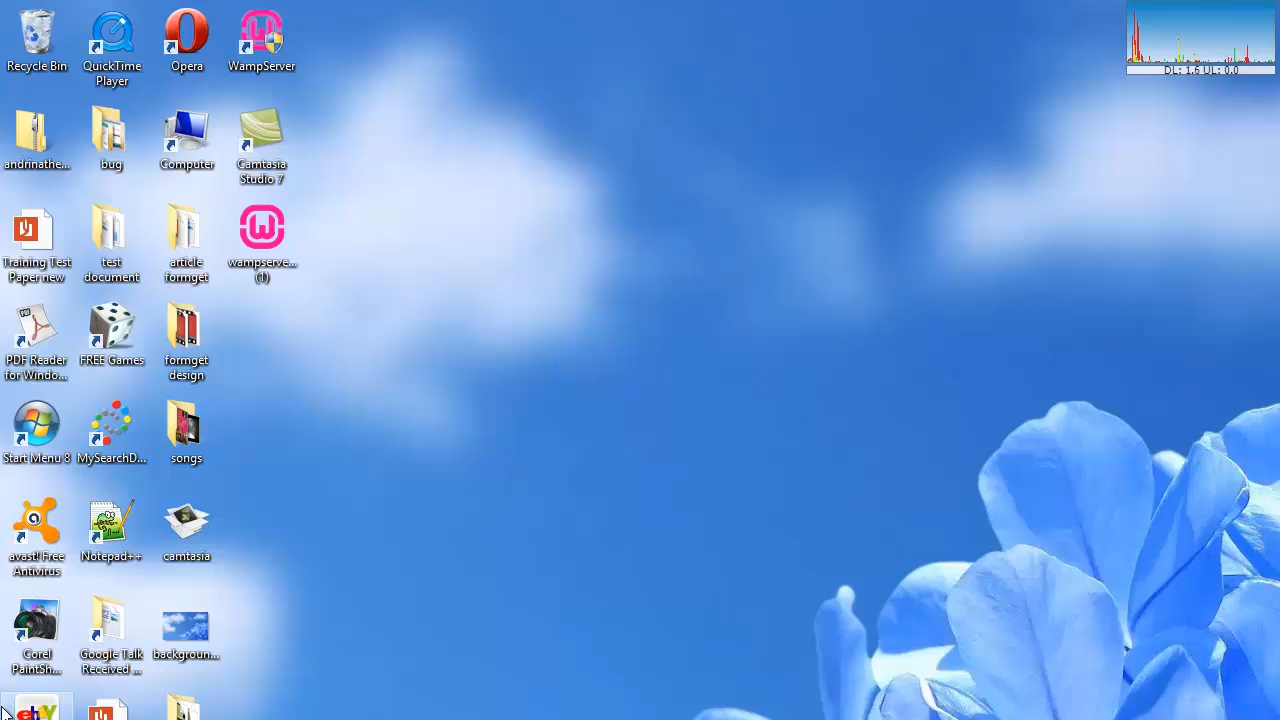 Recycle Bin
QuickTime
Player
Opera
WampServer
andrinathe...
bug
Computer
Camtasia
Studio 7
Training Test
Paper new
test
document
article
formget
wampserve...
(1)
PDF Reader
for Windo...
FREE Games
formget
design
Start Menu 8
MySearchD...
songs
avast! Free
Antivirus
Notepad++
camtasia
Corel
PaintSh...
Google Talk
Received ...
backgroun...
ebay
DL: 1.6 UL: 0.0